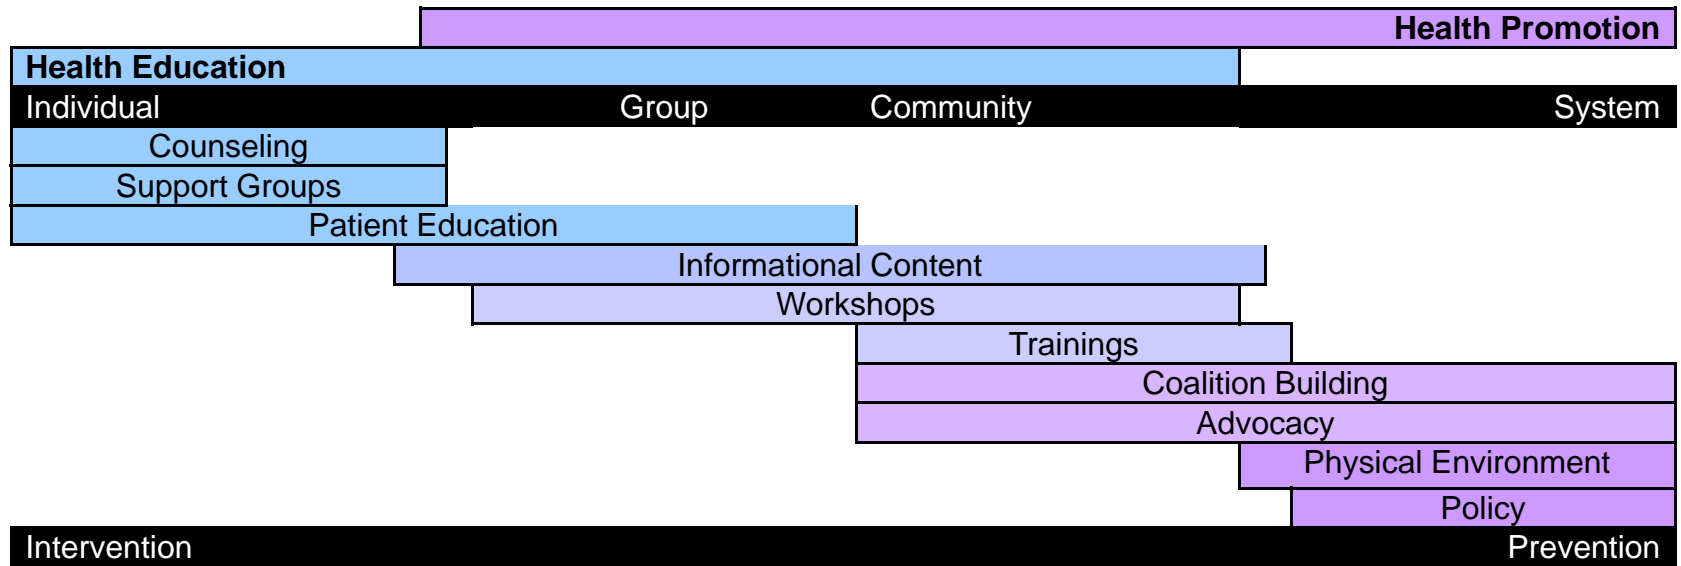 Health Promotion
Health Education
Individual Group Community System
Counseling
Support Groups
Patient Education
Informational Content
Workshops
Trainings
Coalition Building
Advocacy
Physical Environment
Policy
Intervention Prevention